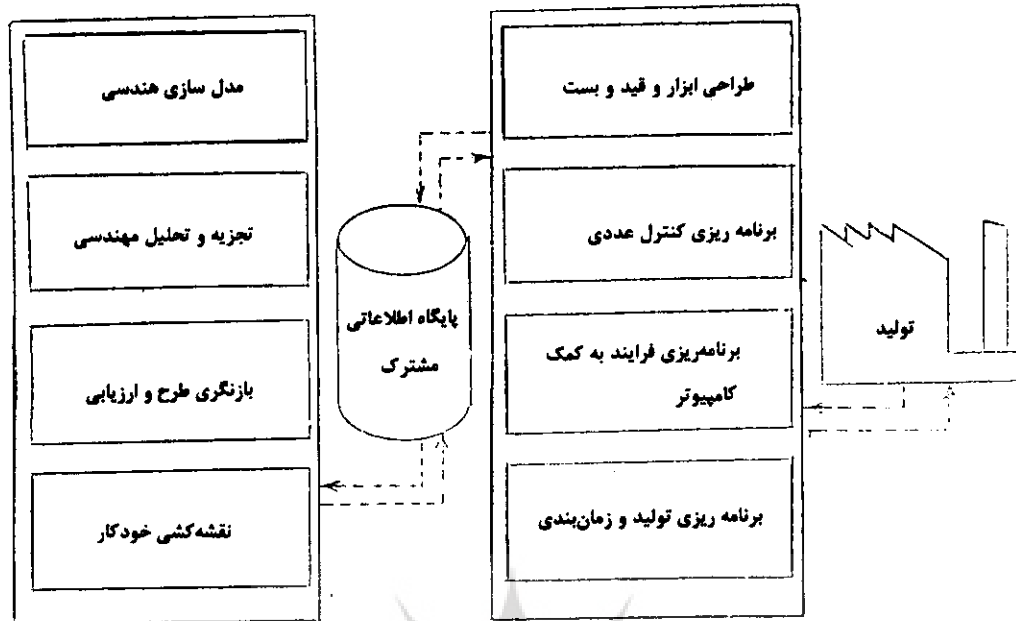 مدل سازی هندسی
تجزیه و تحلیل مهندسی
بازنگری طرح و ارزیابی
نقشه‌کشی خودکار
پایگاه اطلاعاتی
مشترک
طراحی ابزار و قید و بست
برنامه ریزی کنترل عددی
برنامه‌ریزی فرایند به کمک
کامپیوتر
برنامه ریزی تولید و زمان‌بندی
تولید